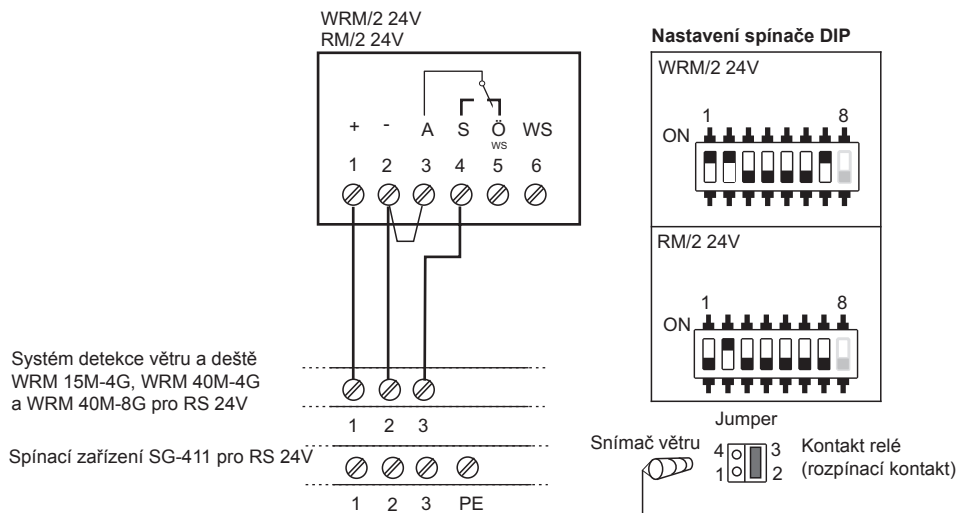 WRM/2 24V
RM/2 24V
+ - A S Ö WS
ws
1 2 3 4 5 6
Systém detekce větru a deště
WRM 15M-4G, WRM 40M-4G
a WRM 40M-8G pro RS 24V
1 2 3
Spínací zařízení SG-411 pro RS 24V
1 2 3 PE
Nastavení spínače DIP
WRM/2 24V
1 8
ON
RM/2 24V
1 8
ON
Jumper
Snímač větru
4 3
1 2
Kontakt relé
(rozpínací kontakt)